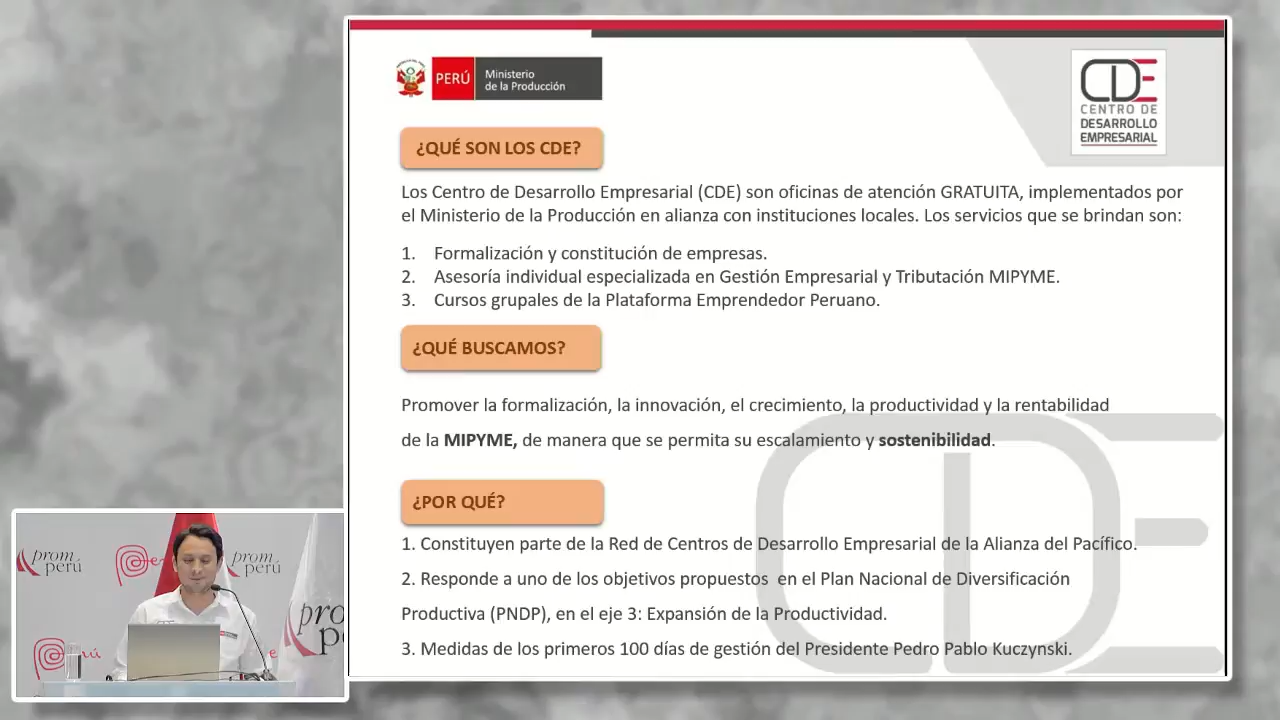 PERÚ
Ministerio
de la Producción
CDE
CENTRO DE
DESARROLLO
EMPRESARIAL
¿QUÉ SON LOS CDE?
Los Centro de Desarrollo Empresarial (CDE) son oficinas de atención GRATUITA, implementados por
el Ministerio de la Producción en alianza con instituciones locales. Los servicios que se brindan son:
1. Formalización y constitución de empresas.
2. Asesoría individual especializada en Gestión Empresarial y Tributación MIPYME.
3. Cursos grupales de la Plataforma Emprendedor Peruano.
¿QUÉ BUSCAMOS?
Promover la formalización, la innovación, el crecimiento, la productividad y la rentabilidad
de la MIPYME, de manera que se permita su escalamiento y sostenibilidad.
¿POR QUÉ?
1. Constituyen parte de la Red de Centros de Desarrollo Empresarial de la Alianza del Pacífico.
2. Responde a uno de los objetivos propuestos en el Plan Nacional de Diversificación
Productiva (PNDP), en el eje 3: Expansión de la Productividad.
3. Medidas de los primeros 100 días de gestión del Presidente Pedro Pablo Kuczynski.
CDE
prom
perú
prom
perú
pro
pe